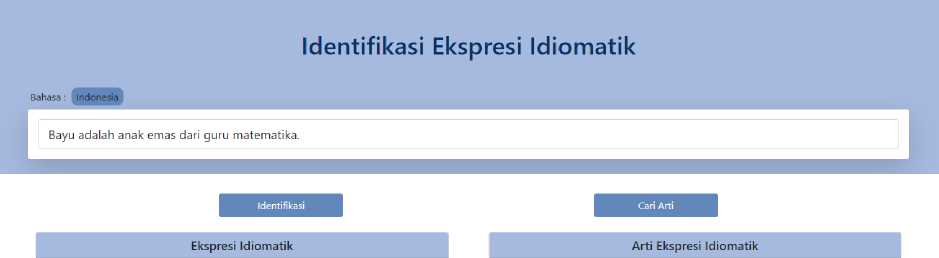 Identifikasi Ekspresi Idiomatik
Bahasa : Indonesia
Bayu adalah anak emas dari guru matematika.
Identifikasi Cari Arti
Ekspresi Idiomatik Arti Ekspresi Idiomatik